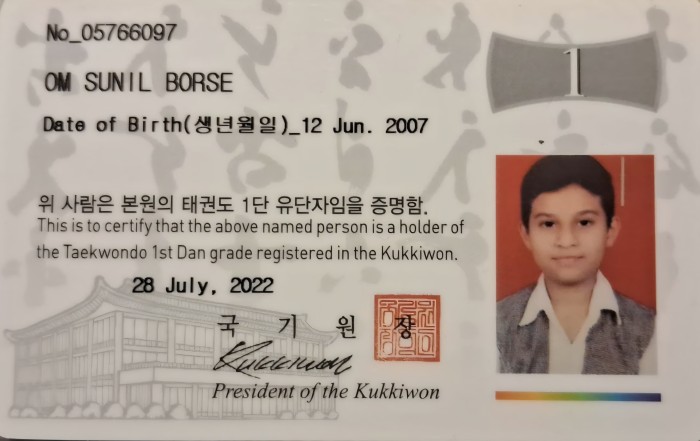 No_05766097
1
OM SUNIL BORSE
Date of Birth(생년월일)_12 Jun. 2007
위 사람은 본원의 태권도 1단 유단자임을 증명함.
This is to certify that the above named person is a holder of
the Taekwondo 1st Dan grade registered in the Kukkiwon.
28 July, 2022
국 기 원 장
Kukkiwon
President of the Kukkiwon